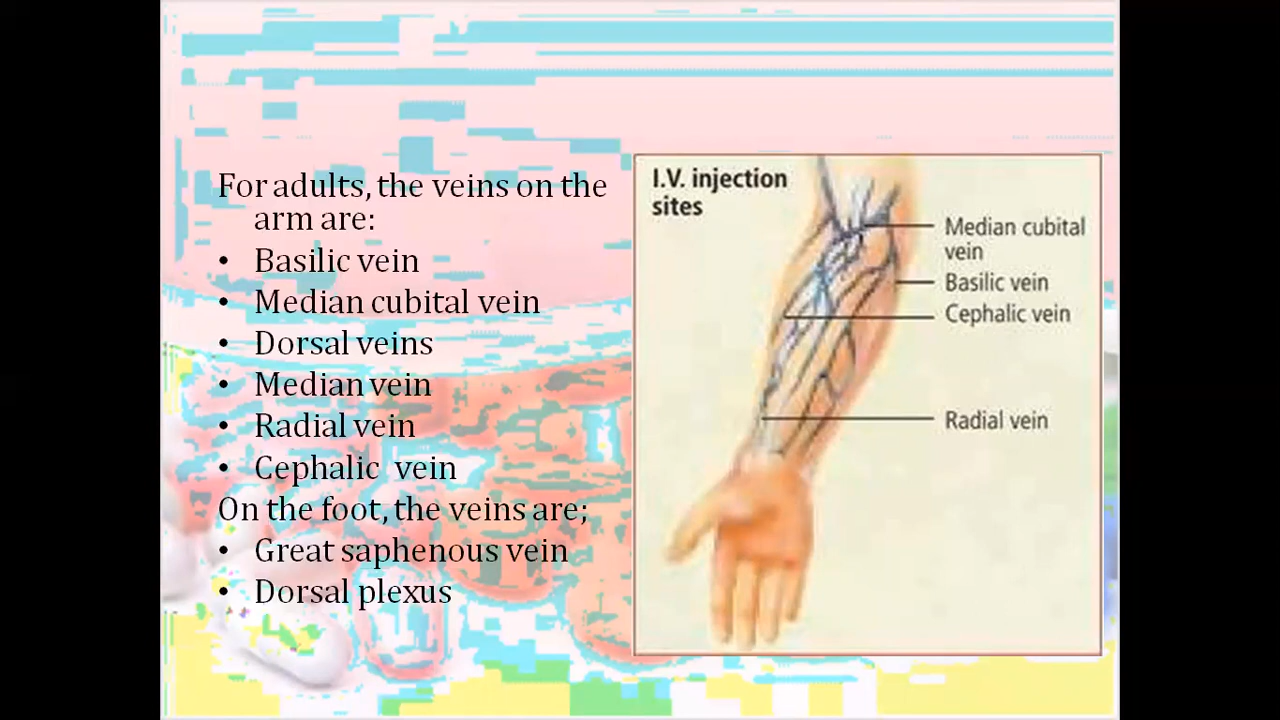 For adults, the veins on the
arm are:
• Basilic vein
• Median cubital vein
• Dorsal veins
• Median vein
• Radial vein
• Cephalic vein
On the foot, the veins are;
• Great saphenous vein
• Dorsal plexus
I.V. injection
sites
Median cubital
vein
Basilic vein
Cephalic vein
Radial vein